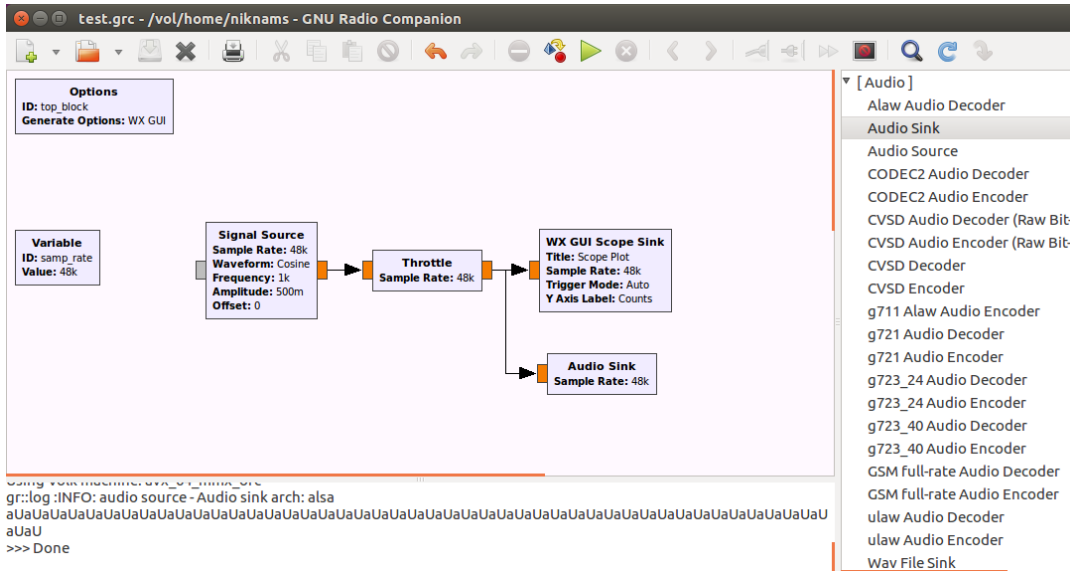 test.grc - /vol/home/niknams - GNU Radio Companion
Options
ID: top_block
Generate Options: WX GUI
Variable
ID: samp_rate
Value: 48k
Signal Source
Sample Rate: 48k
Waveform: Cosine
Frequency: 1k
Amplitude: 500m
Offset: 0
Throttle
Sample Rate: 48k
WX GUI Scope Sink
Title: Scope Plot
Sample Rate: 48k
Trigger Mode: Auto
Y Axis Label: Counts
Audio Sink
Sample Rate: 48k
gr::log :INFO: audio source - Audio sink arch: alsa
aUaUaUaUaUaUaUaUaUaUaUaUaUaUaUaUaUaUaUaUaUaUaUaUaUaUaUaUaUaUaUaUaUaUaUaUaUaUaUaUaUaUaUaUaU
aUaU
>>> Done
[Audio]
Alaw Audio Decoder
Audio Sink
Audio Source
CODEC2 Audio Decoder
CODEC2 Audio Encoder
CVSD Audio Decoder (Raw Bit-
CVSD Audio Encoder (Raw Bit-
CVSD Decoder
CVSD Encoder
g711 Alaw Audio Encoder
g721 Audio Decoder
g721 Audio Encoder
g723_24 Audio Decoder
g723_24 Audio Encoder
g723_40 Audio Decoder
g723_40 Audio Encoder
GSM full-rate Audio Decoder
GSM full-rate Audio Encoder
ulaw Audio Decoder
ulaw Audio Encoder
Wav File Sink